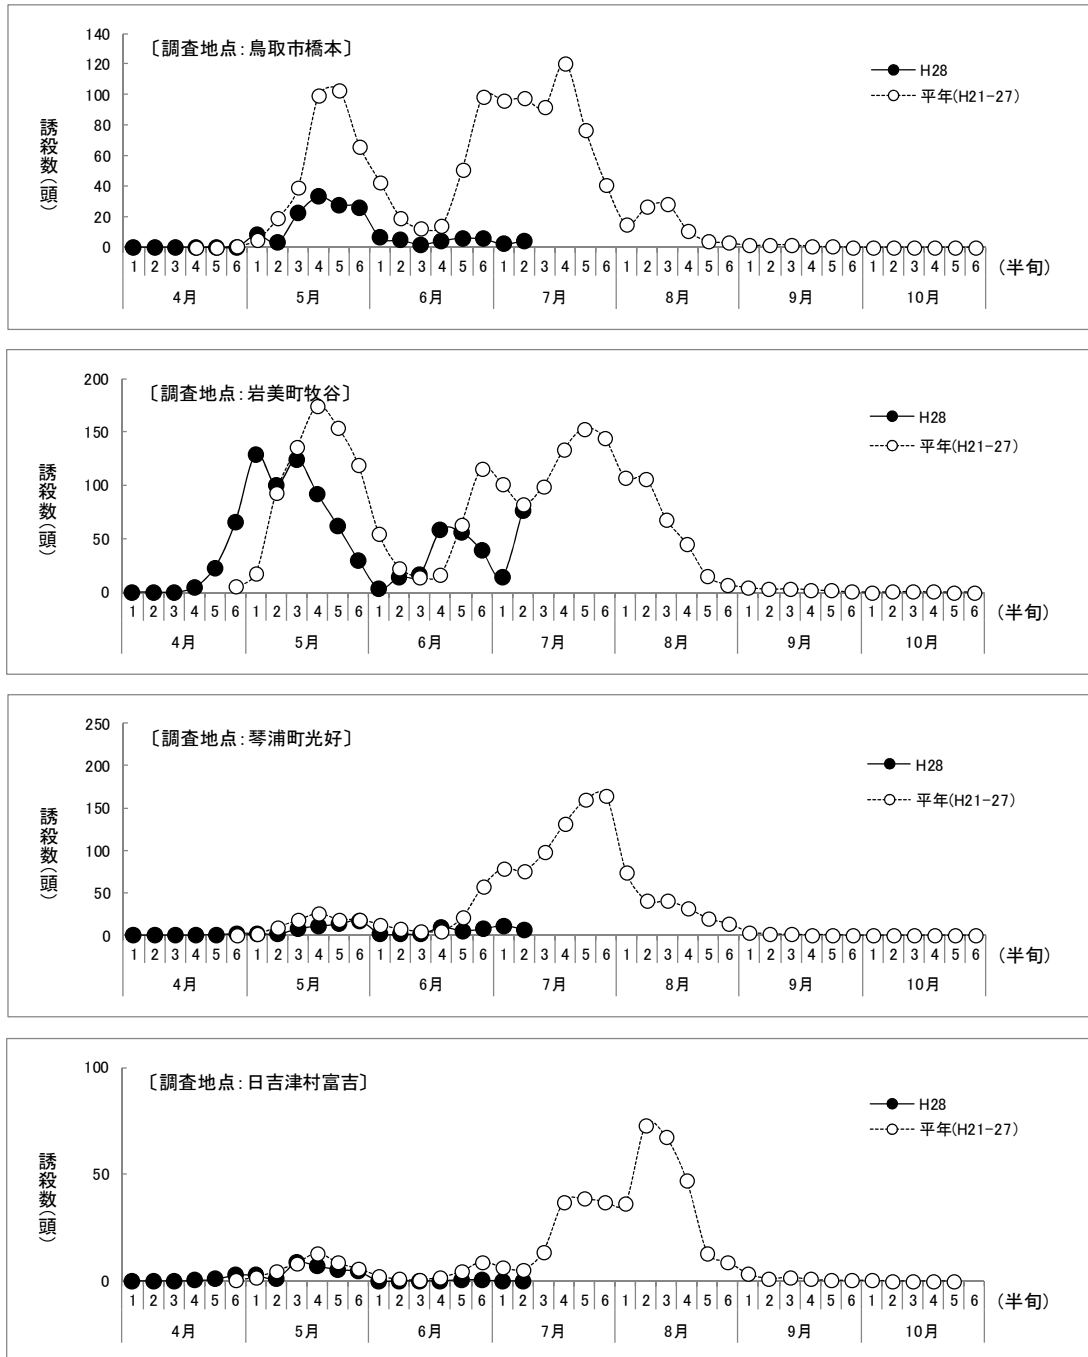 〔調査地点：鳥取市橋本〕
誘殺数(頭)
140
120
100
80
60
40
20
0
H28
平年(H21-27)
1 2 3 4 5 6 1 2 3 4 5 6 1 2 3 4 5 6 1 2 3 4 5 6 1 2 3 4 5 6 1 2 3 4 5 6 1 2 3 4 5 6 (半旬)
4月 5月 6月 7月 8月 9月 10月
〔調査地点：岩美町牧谷〕
誘殺数(頭)
200
150
100
50
0
H28
平年(H21-27)
1 2 3 4 5 6 1 2 3 4 5 6 1 2 3 4 5 6 1 2 3 4 5 6 1 2 3 4 5 6 1 2 3 4 5 6 1 2 3 4 5 6 (半旬)
4月 5月 6月 7月 8月 9月 10月
〔調査地点：琴浦町光好〕
誘殺数(頭)
250
200
150
100
50
0
H28
平年(H21-27)
1 2 3 4 5 6 1 2 3 4 5 6 1 2 3 4 5 6 1 2 3 4 5 6 1 2 3 4 5 6 1 2 3 4 5 6 1 2 3 4 5 6 (半旬)
4月 5月 6月 7月 8月 9月 10月
〔調査地点：日吉津村富吉〕
誘殺数(頭)
100
50
0
H28
平年(H21-27)
1 2 3 4 5 6 1 2 3 4 5 6 1 2 3 4 5 6 1 2 3 4 5 6 1 2 3 4 5 6 1 2 3 4 5 6 1 2 3 4 5 6 (半旬)
4月 5月 6月 7月 8月 9月 10月